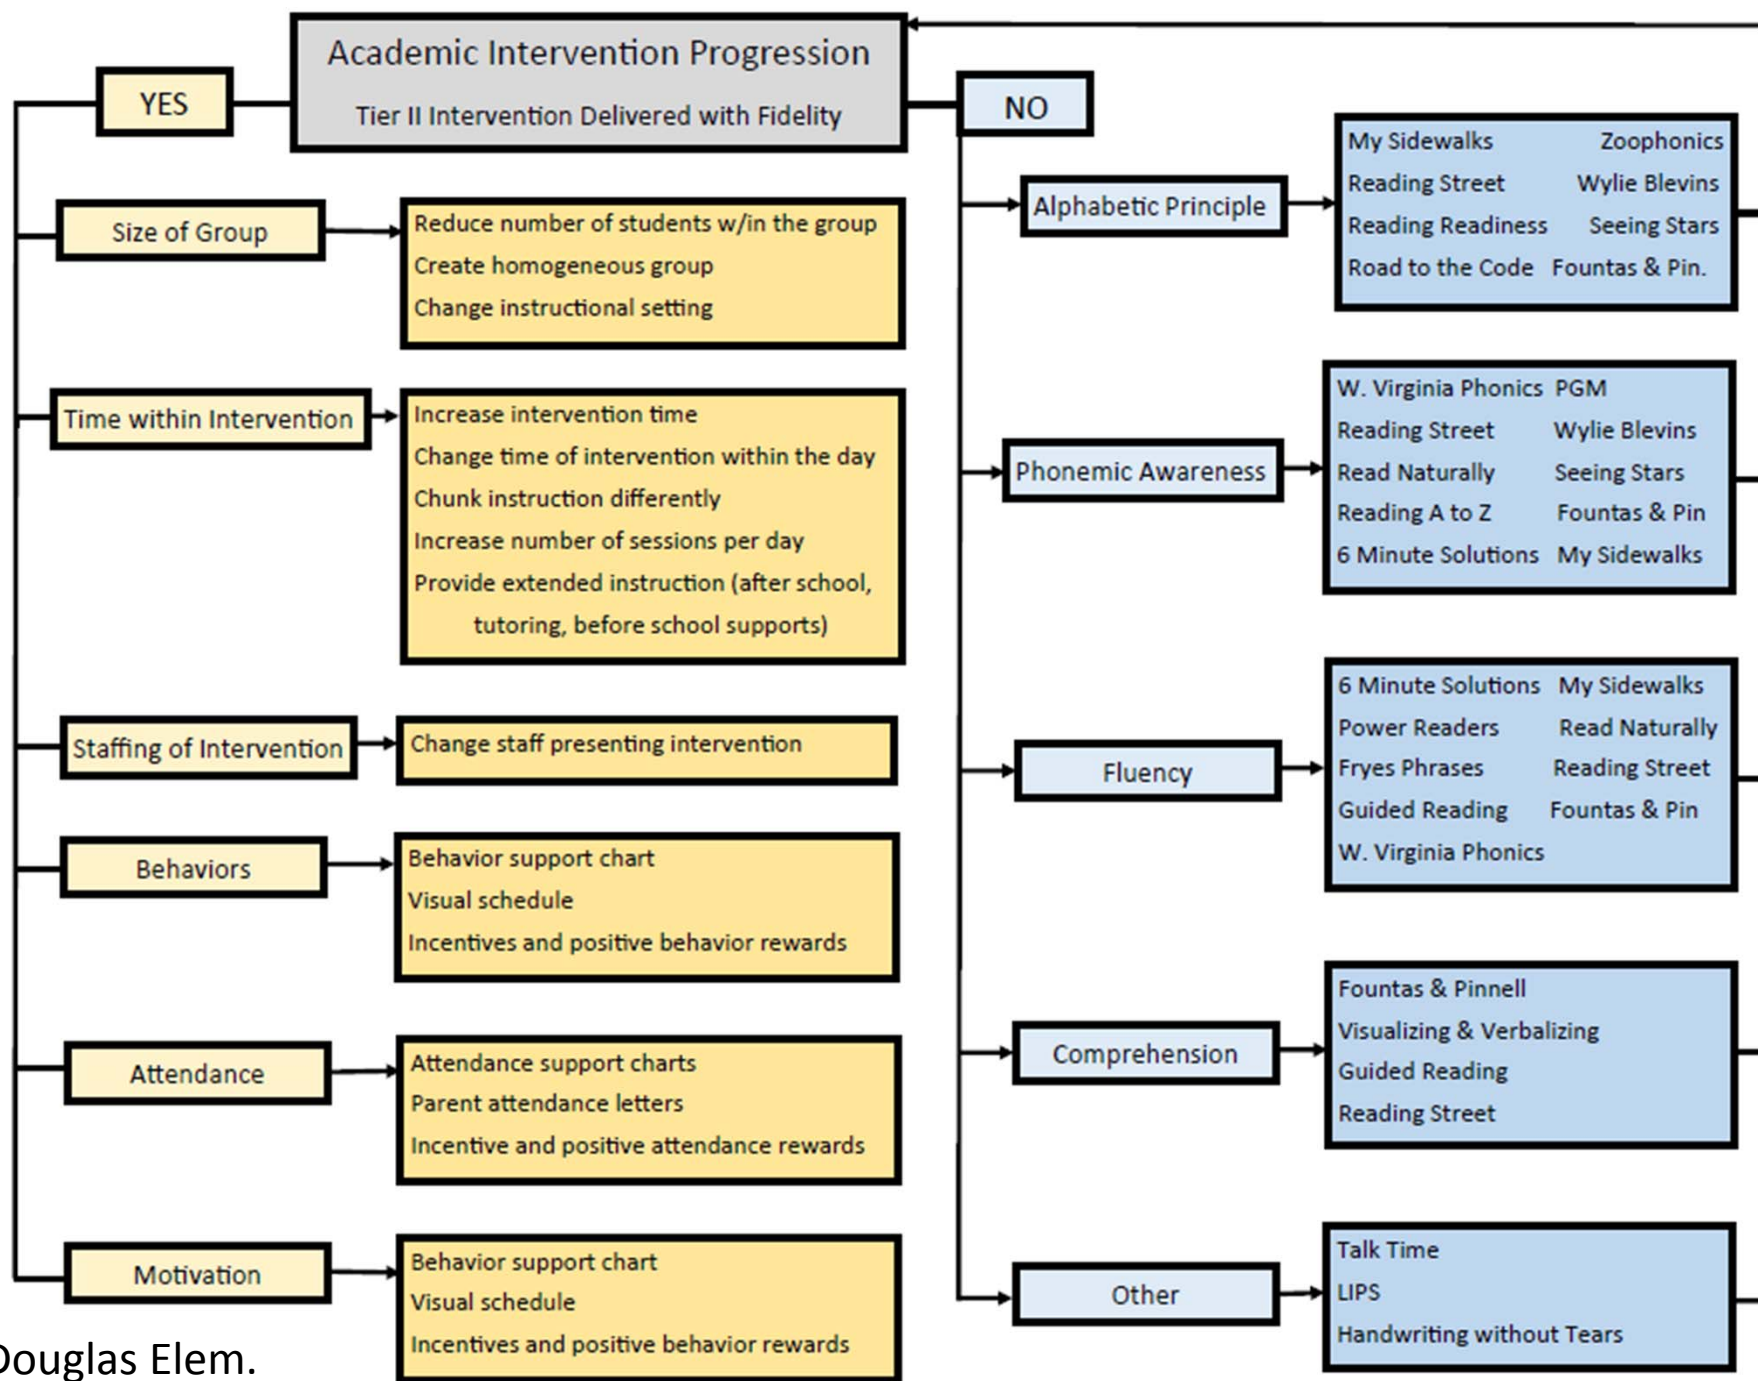 Academic Intervention Progression
Tier II Intervention Delivered with Fidelity
YES
Size of Group
Reduce number of students w/in the group
Create homogeneous group
Change instructional setting
Time within Intervention
Increase intervention time
Change time of intervention within the day
Chunk instruction differently
Increase number of sessions per day
Provide extended instruction (after school,
tutoring, before school supports)
Staffing of Intervention
Change staff presenting intervention
Behaviors
Behavior support chart
Visual schedule
Incentives and positive behavior rewards
Attendance
Attendance support charts
Parent attendance letters
Incentive and positive attendance rewards
Motivation
Behavior support chart
Visual schedule
Incentives and positive behavior rewards
NO
Alphabetic Principle
My Sidewalks Zoophonics
Reading Street Wylie Blevins
Reading Readiness Seeing Stars
Road to the Code Fountas & Pin.
Phonemic Awareness
W. Virginia Phonics PGM
Reading Street Wylie Blevins
Read Naturally Seeing Stars
Reading A to Z Fountas & Pin
6 Minute Solutions My Sidewalks
Fluency
6 Minute Solutions My Sidewalks
Power Readers Read Naturally
Fryes Phrases Reading Street
Guided Reading Fountas & Pin
W. Virginia Phonics
Comprehension
Fountas & Pinnell
Visualizing & Verbalizing
Guided Reading
Reading Street
Other
Talk Time
LIPS
Handwriting without Tears
Douglas Elem.